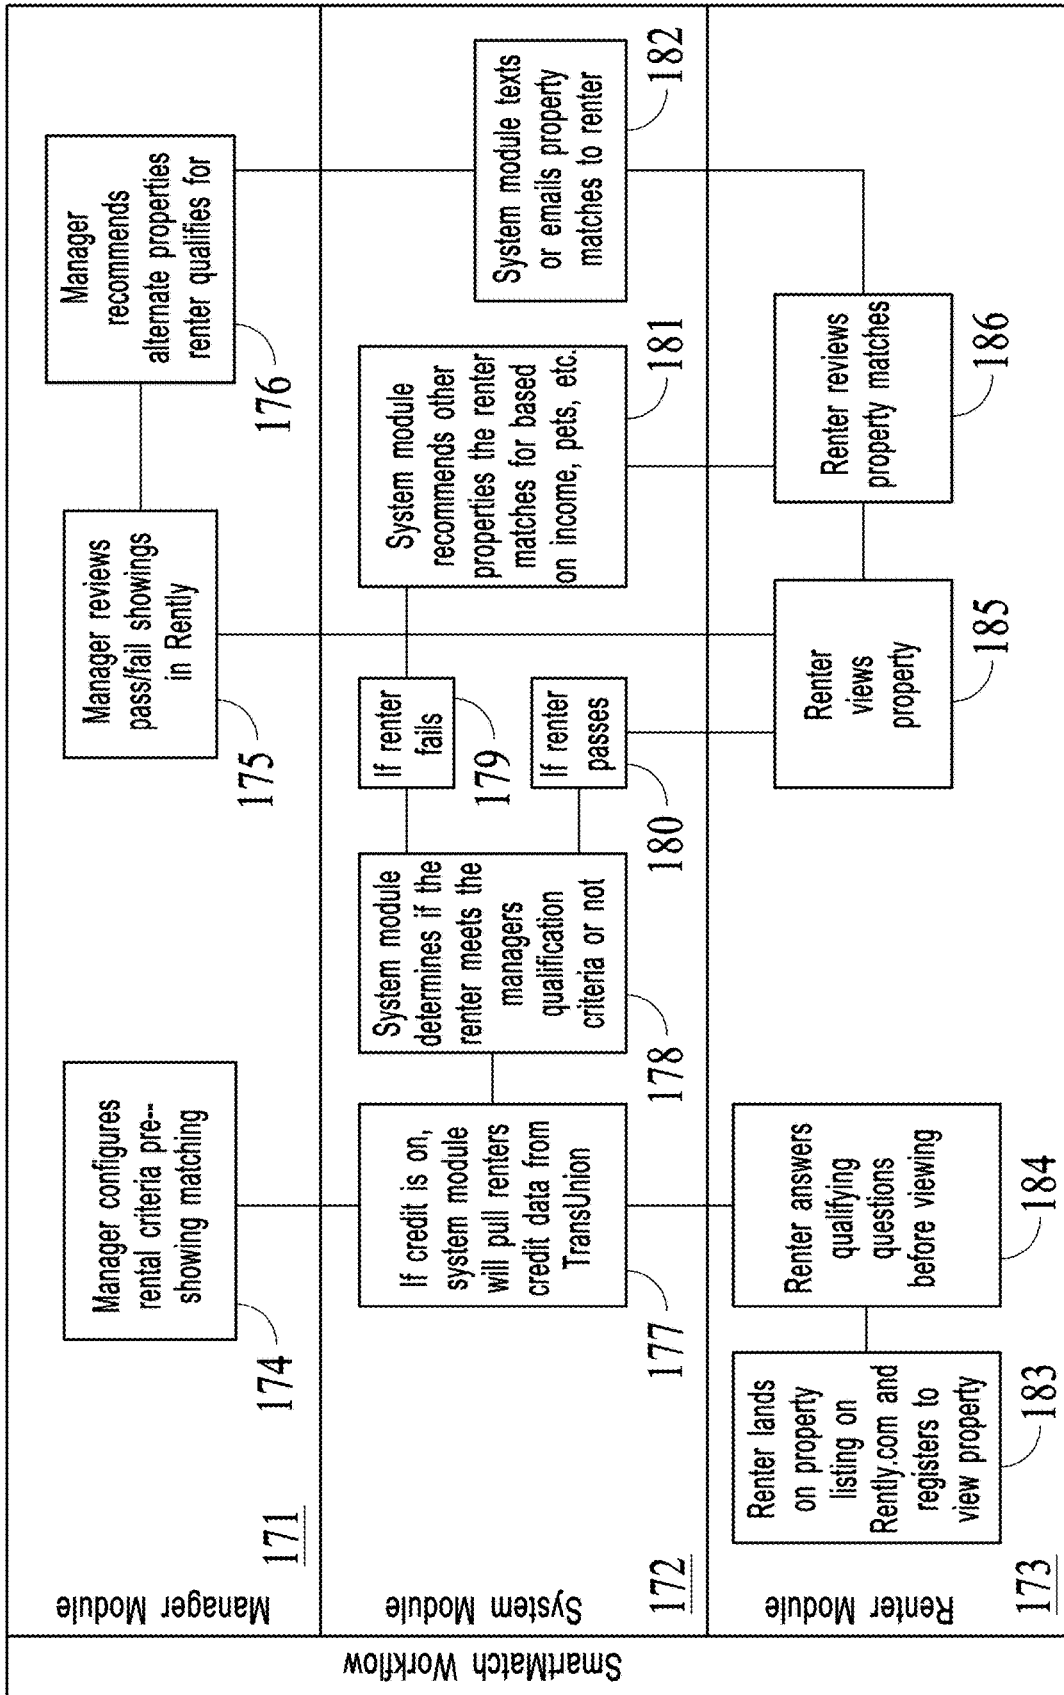 SmartMatch Workflow
Manager Module
171
Manager configures
rental criteria pre--
showing matching
174
Manager reviews
pass/fail showings
in Rently
175
Manager
recommends
alternate properties
renter qualifies for
176
System Module
172
If credit is on,
system module
will pull renters
credit data from
TransUnion
177
System module
determines if the
renter meets the
managers
qualification
criteria or not
178
If renter
fails
179
If renter
passes
180
System module
recommends other
properties the renter
matches for based
on income, pets, etc.
181
System module texts
or emails property
matches to renter
182
Renter Module
173
Renter lands
on property
listing on
Rently.com and
registers to
view property
183
Renter answers
qualifying
questions
before viewing
184
Renter
views
property
185
Renter reviews
property matches
186